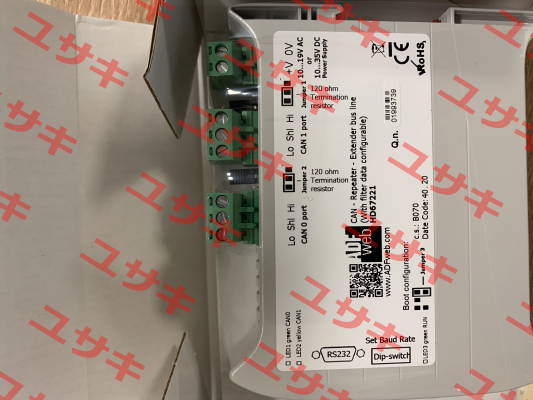 ユサキ
+V 0V
10...19V AC
or
10...35V DC
Power Supply
Jumper 1
120 ohm
Termination
resistor
Lo Shl Hi
CAN 1 port
Jumper 2
120 ohm
Termination
resistor
Lo Shl Hi
CAN 0 port
LED1 green CAN0
LED2 yellow CAN1
CE
RoHS
01993739
Q.n.
CAN - Repeater - Extender bus line
(With filter data configurable)
HD67221
ADF
web
www.ADFweb.com
c.s.: B070
Date Code: 40.20
Boot configuration:
Jumper 3
RS232
Set Baud Rate
Dip-switch
LED3 green RUN